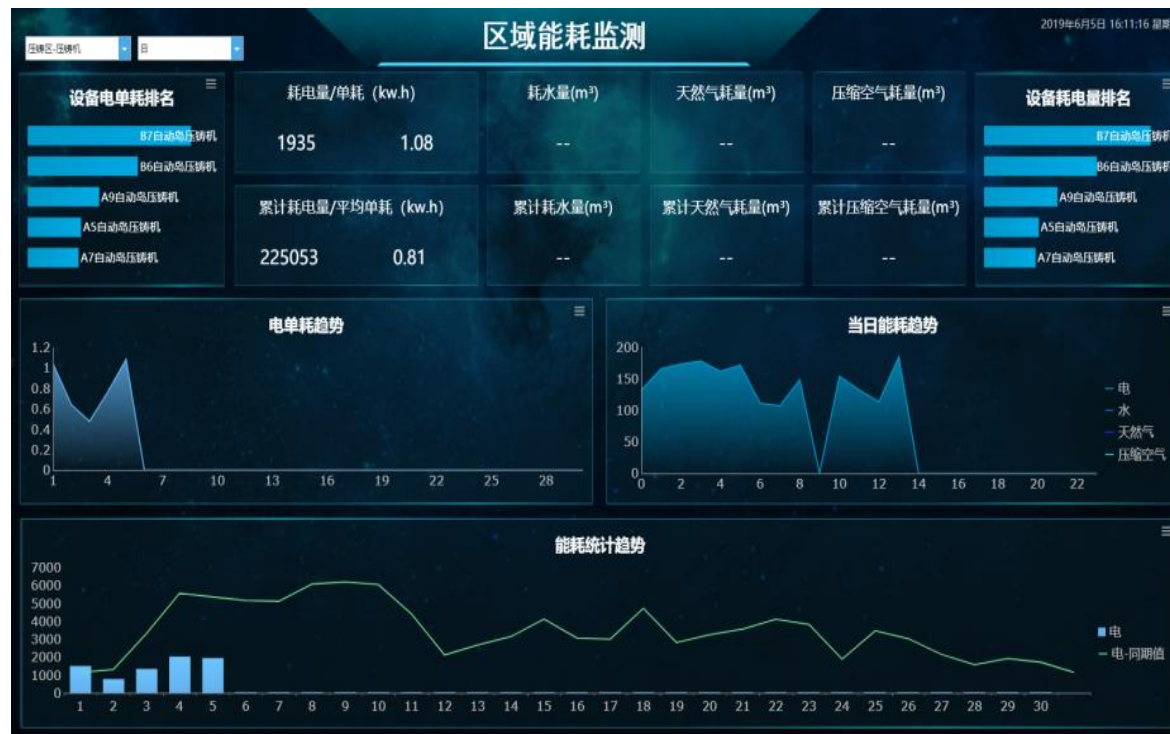 区域能耗监测
2019年6月5日 16:11:16 星期
压铸区-压铸机
日
设备电单耗排名
B7自动岛压铸机
B6自动岛压铸机
A9自动岛压铸机
A5自动岛压铸机
A7自动岛压铸机
耗电量/单耗 (kw.h)
1935 1.08
耗水量(m³)
--
天然气耗量(m³)
--
压缩空气耗量(m³)
--
累计耗电量/平均单耗 (kw.h)
225053 0.81
累计耗水量(m³)
--
累计天然气耗量(m³)
--
累计压缩空气耗量(m³)
--
设备耗电量排名
B7自动岛压铸机
B6自动岛压铸机
A9自动岛压铸机
A5自动岛压铸机
A7自动岛压铸机
电单耗趋势
1.2
1
0.8
0.6
0.4
0.2
0
1 4 7 10 13 16 19 22 25 28
当日能耗趋势
200
150
100
50
0
0 2 4 6 8 10 12 14 16 18 20 22
电
水
天然气
压缩空气
能耗统计趋势
7000
6000
5000
4000
3000
2000
1000
0
1 2 3 4 5 6 7 8 9 10 11 12 13 14 15 16 17 18 19 20 21 22 23 24 25 26 27 28 29 30
电
电-同期值